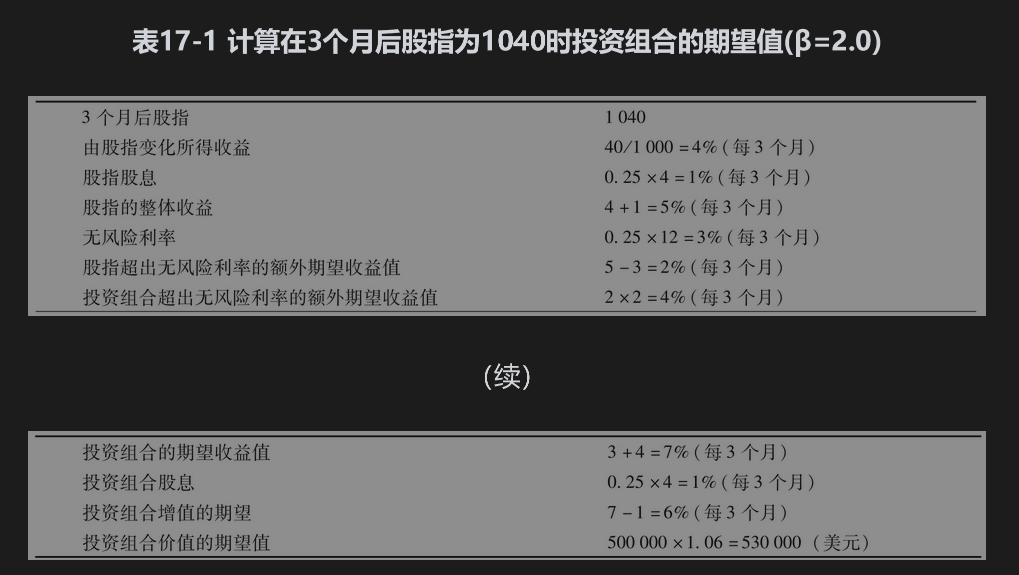 表17-1 计算在3个月后股指为1040时投资组合的期望值(β=2.0)
3 个月后股指 1 040
由股指变化所得收益 40/1 000 =4% ( 每 3 个月 )
股指股息 0. 25 ×4 =1% ( 每 3 个月 )
股指的整体收益 4 +1 =5% ( 每 3 个月 )
无风险利率 0. 25 ×12 =3% ( 每 3 个月 )
股指超出无风险利率的额外期望收益值 5 −3 =2% ( 每 3 个月 )
投资组合超出无风险利率的额外期望收益值 2 ×2 =4% ( 每 3 个月 )
(续)
投资组合的期望收益值 3 +4 =7% ( 每 3 个月 )
投资组合股息 0. 25 ×4 =1% ( 每 3 个月 )
投资组合增值的期望 7 −1 =6% ( 每 3 个月 )
投资组合价值的期望值 500 000 ×1. 06 =530 000 （美元）